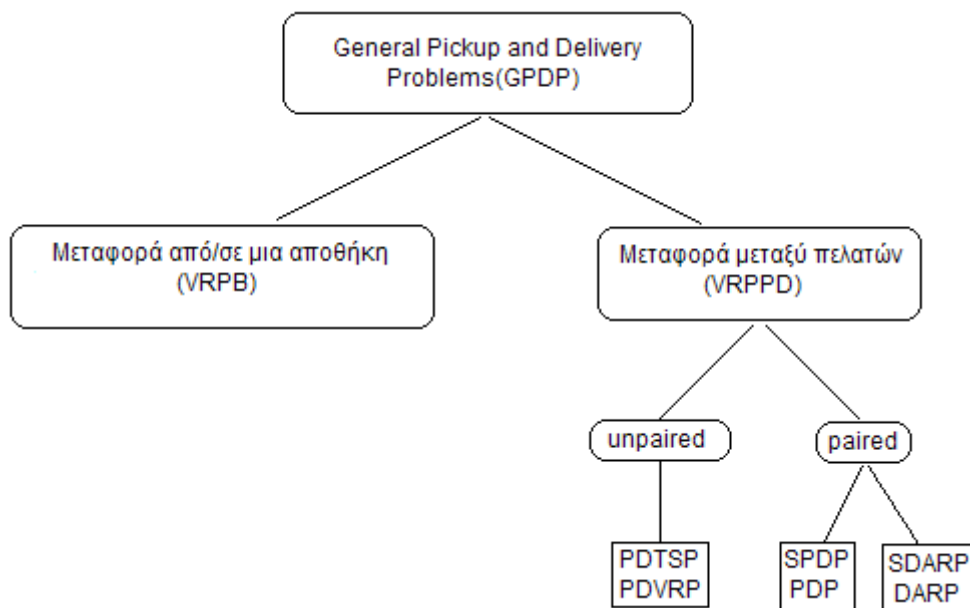 General Pickup and Delivery
Problems(GPDP)
Μεταφορά από/σε μια αποθήκη
(VRPB)
Μεταφορά μεταξύ πελατών
(VRPPD)
unpaired
paired
PDTSP
PDVRP
SPDP
PDP
SDARP
DARP